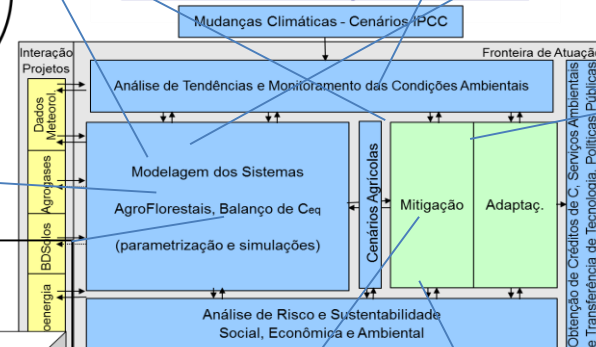 Mudanças Climáticas - Cenários IPCC
Interação
Projetos
Fronteira de Atuação
Análise de Tendências e Monitoramento das Condições Ambientais
Dados
Meteorol.
Agrogases
BDSolos
Modelagem dos Sistemas
AgroFlorestais, Balanço de Ceq
(parametrização e simulações)
Cenários Agrícolas
Mitigação
Adaptaç.
Obtenção de Créditos de C, Serviços Ambientais
e Transferência de Tecnologia, Políticas Públicas
Análise de Risco e Sustentabilidade
Social, Econômica e Ambiental